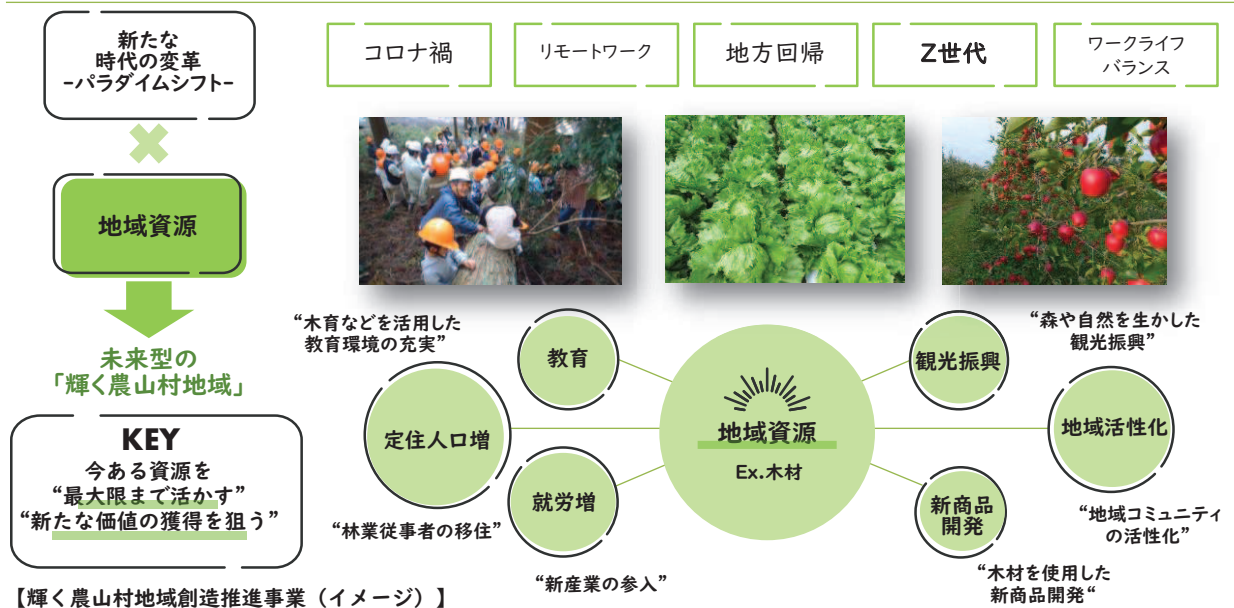 新たな
時代の変革
-パラダイムシフト-
地域資源
未来型の
「輝く農山村地域」
KEY
今ある資源を
“最大限まで活かす”
“新たな価値の獲得を狙う”
コロナ禍
リモートワーク
地方回帰
Z世代
ワークライフ
バランス
“木育などを活用した
教育環境の充実”
教育
定住人口増
就労増
“林業従事者の移住”
“新産業の参入”
地域資源
Ex.木材
観光振興
“森や自然を生かした
観光振興”
地域活性化
新商品
開発
“地域コミュニティ
の活性化”
“木材を使用した
新商品開発“
【輝く農山村地域創造推進事業（イメージ）】